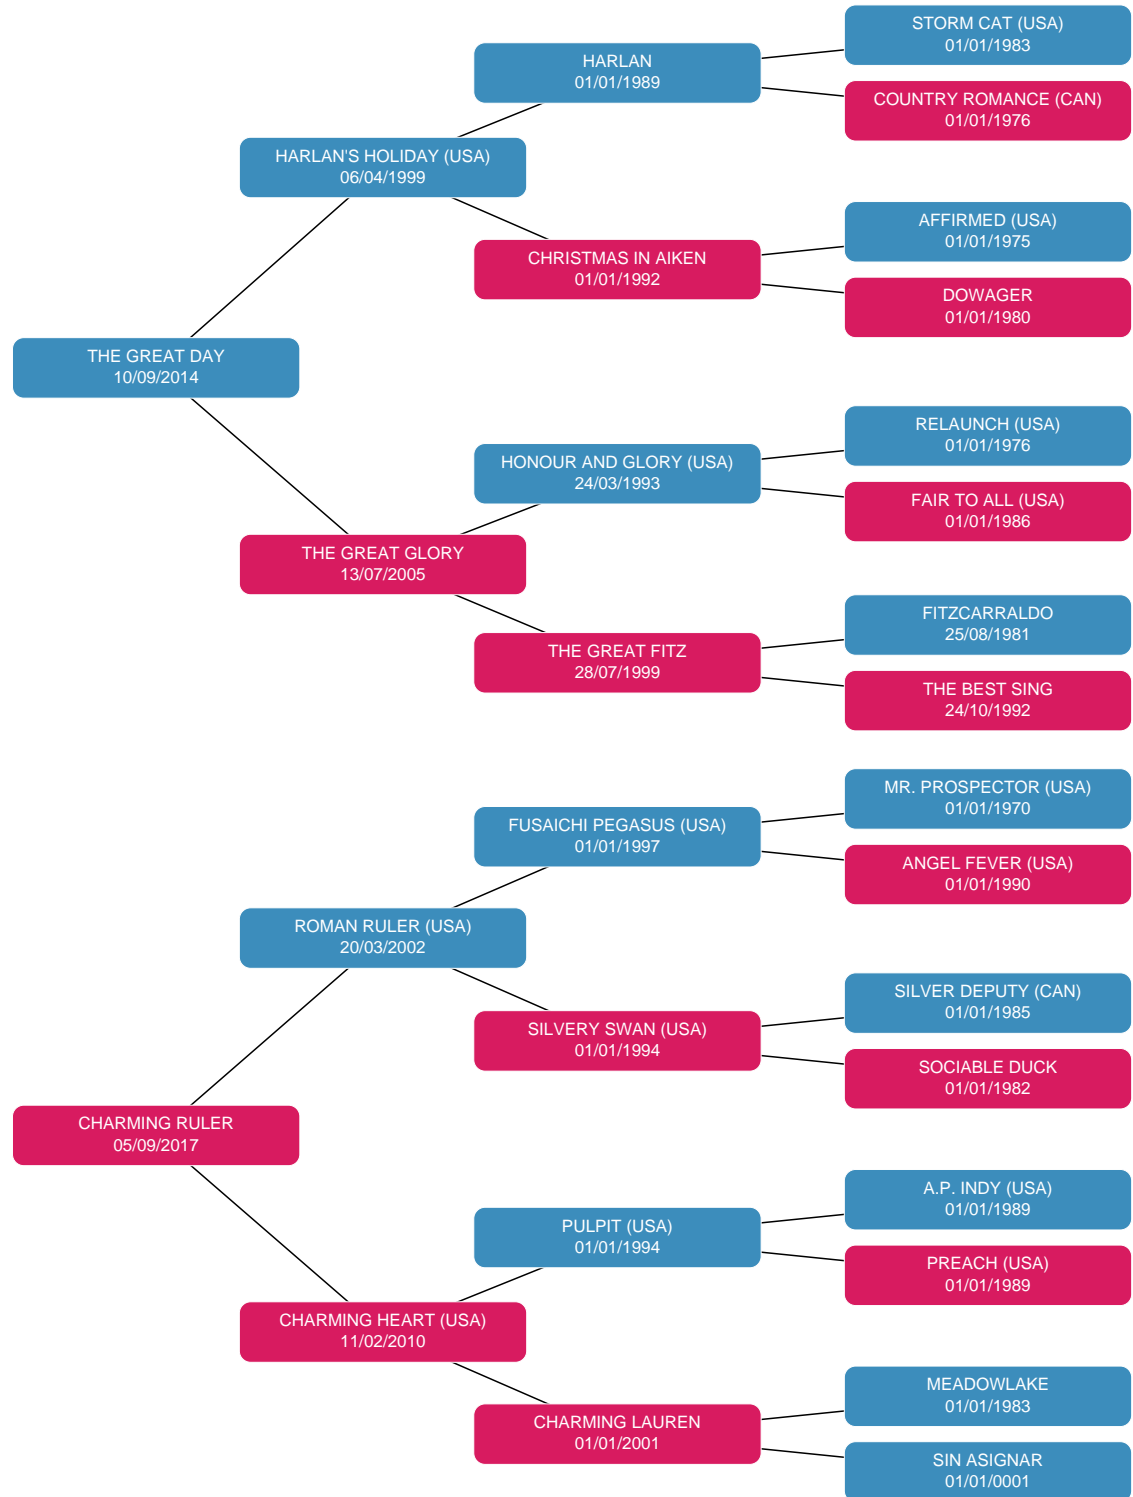 STORM CAT (USA)
01/01/1983
HARLAN
01/01/1989
COUNTRY ROMANCE (CAN)
01/01/1976
HARLAN'S HOLIDAY (USA)
06/04/1999
AFFIRMED (USA)
01/01/1975
CHRISTMAS IN AIKEN
01/01/1992
DOWAGER
01/01/1980
THE GREAT DAY
10/09/2014
RELAUNCH (USA)
01/01/1976
HONOUR AND GLORY (USA)
24/03/1993
FAIR TO ALL (USA)
01/01/1986
THE GREAT GLORY
13/07/2005
FITZCARRALDO
25/08/1981
THE GREAT FITZ
28/07/1999
THE BEST SING
24/10/1992
MR. PROSPECTOR (USA)
01/01/1970
FUSAICHI PEGASUS (USA)
01/01/1997
ANGEL FEVER (USA)
01/01/1990
ROMAN RULER (USA)
20/03/2002
SILVER DEPUTY (CAN)
01/01/1985
SILVERY SWAN (USA)
01/01/1994
SOCIABLE DUCK
01/01/1982
CHARMING RULER
05/09/2017
A.P. INDY (USA)
01/01/1989
PULPIT (USA)
01/01/1994
PREACH (USA)
01/01/1989
CHARMING HEART (USA)
11/02/2010
MEADOWLAKE
01/01/1983
CHARMING LAUREN
01/01/2001
SIN ASIGNAR
01/01/0001